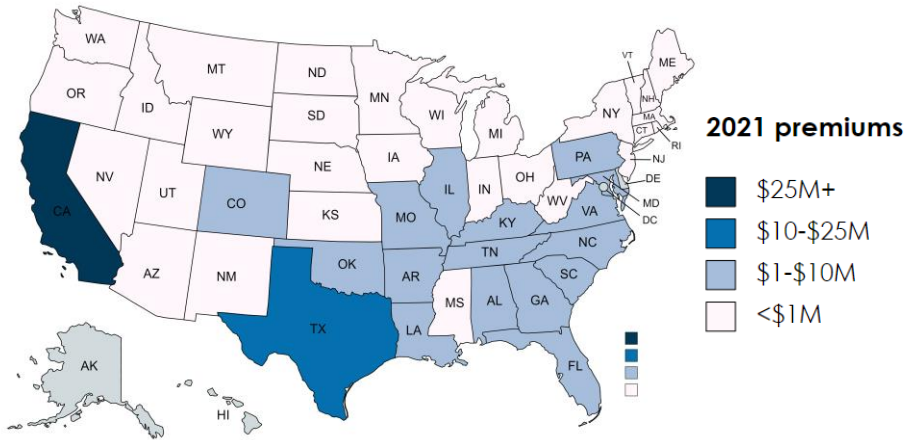 WA
MT
ND
MN
VT
ME
OR
ID
SD
WI
NY
NH
MA
WY
MI
CT
RI
IA
NE
PA
NJ
NV
UT
IL
IN
OH
DE
CO
MD
CA
KS
MO
WV
VA
DC
KY
NC
TN
AZ
NM
OK
AR
SC
MS
AL
GA
TX
LA
FL
AK
HI
2021 premiums
$25M+
$10-$25M
$1-$10M
<$1M